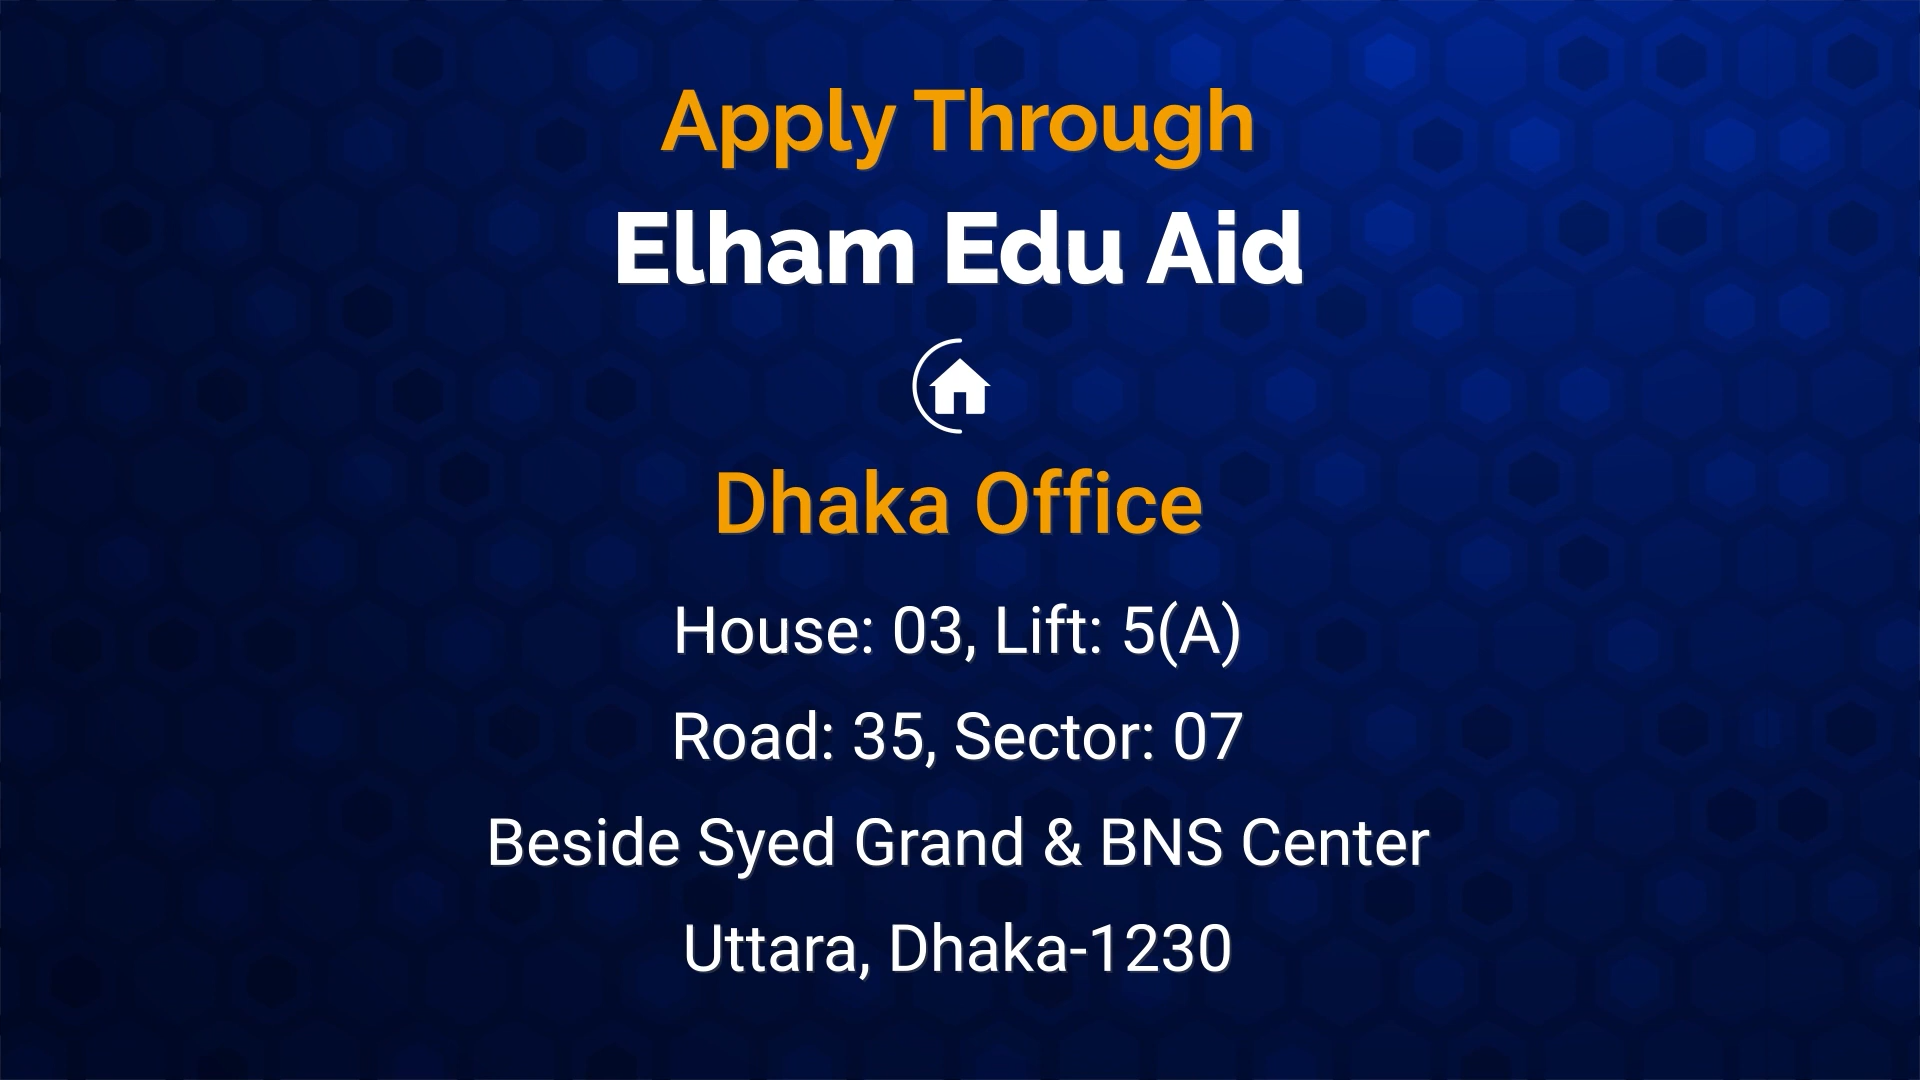 Apply Through
Elham Edu Aid
Dhaka Office
House: 03, Lift: 5(A)
Road: 35, Sector: 07
Beside Syed Grand & BNS Center
Uttara, Dhaka-1230